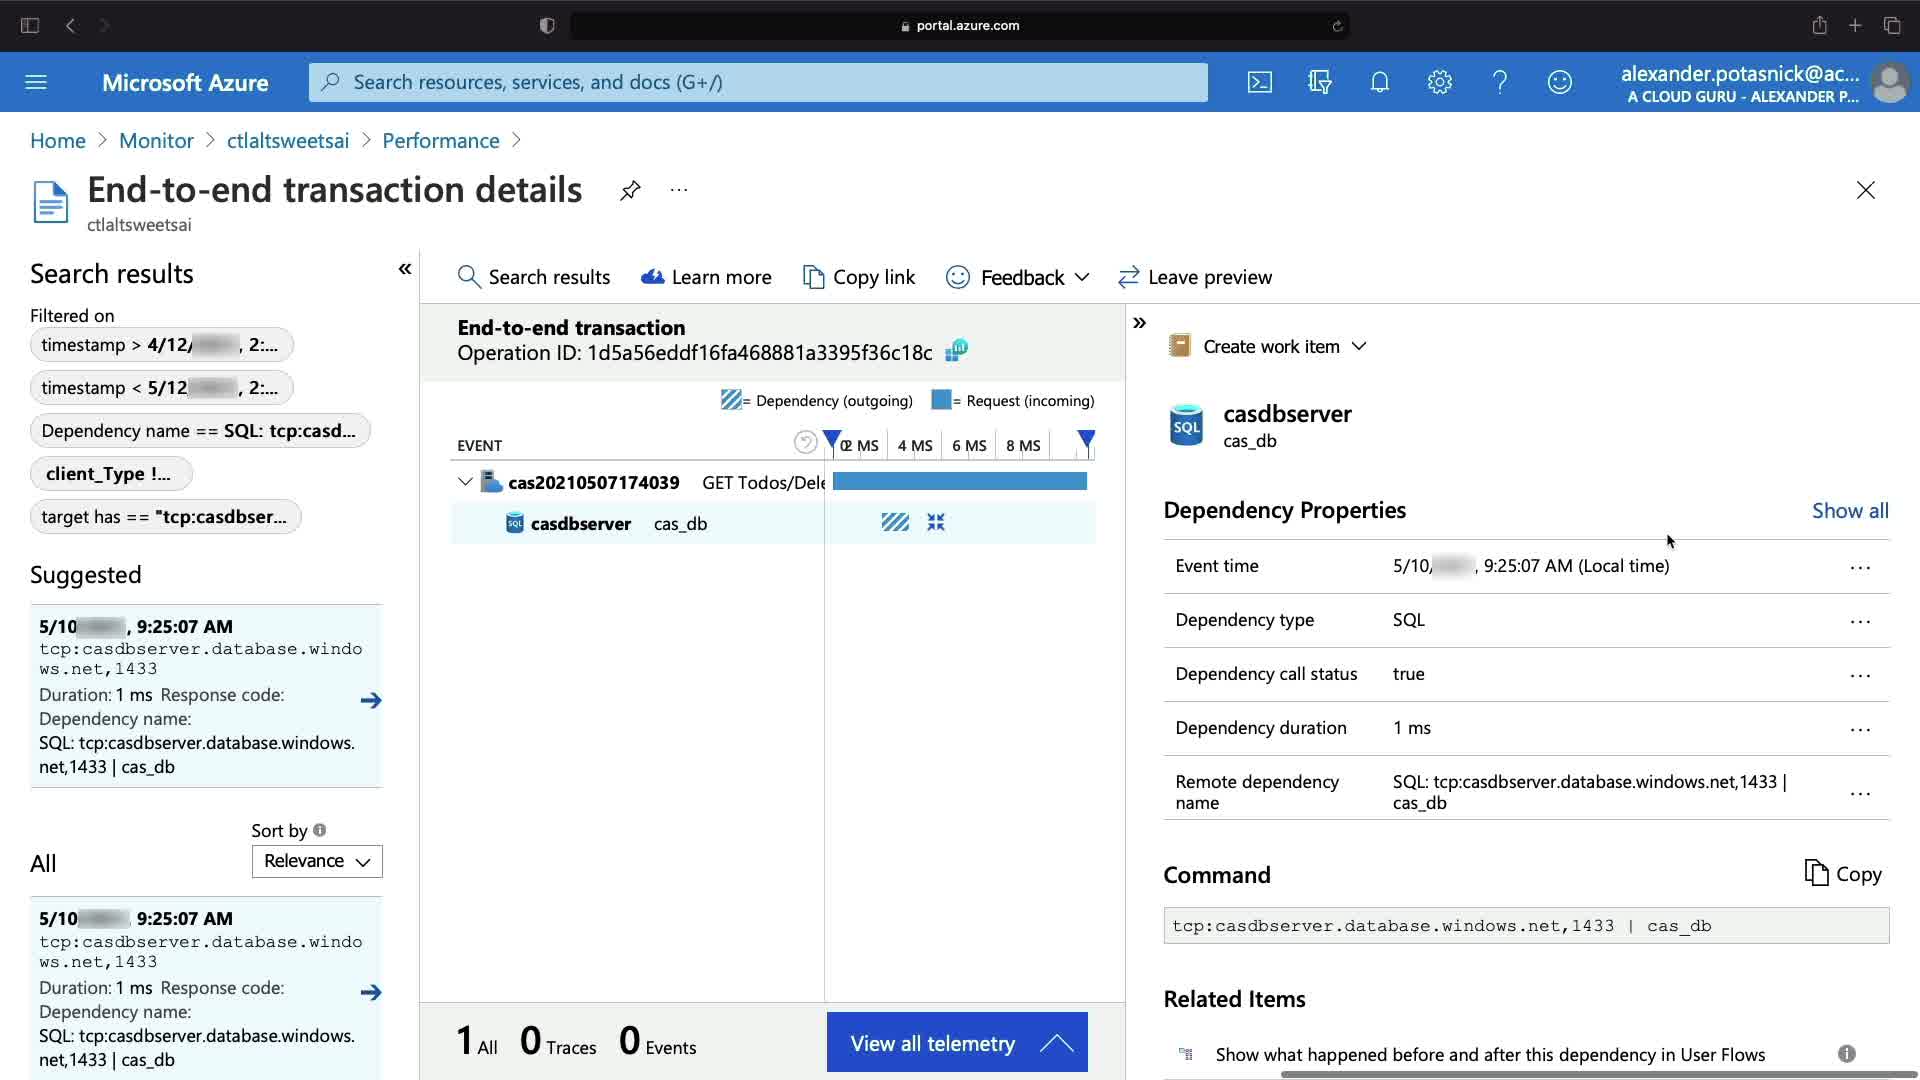 portal.azure.com
Microsoft Azure
Search resources, services, and docs (G+/)
alexander.potasnick@ac...
A CLOUD GURU - ALEXANDER P...
Home > Monitor > ctlaltsweetsai > Performance >
End-to-end transaction details
ctlaltsweetsai
Search results
Filtered on
timestamp > 4/12/ , 2:...
timestamp < 5/12 , 2:...
Dependency name == SQL: tcp:casd...
client_Type !...
target has == "tcp:casdbser...
Suggested
5/10 , 9:25:07 AM
tcp:casdbserver.database.windo
ws.net,1433
Duration: 1 ms Response code:
Dependency name:
SQL: tcp:casdbserver.database.windows.
net,1433 | cas_db
Sort by
All
Relevance
5/10 9:25:07 AM
tcp:casdbserver.database.windo
ws.net,1433
Duration: 1 ms Response code:
Dependency name:
SQL: tcp:casdbserver.database.windows.
net,1433 | cas_db
Search results
Learn more
Copy link
Feedback
Leave preview
End-to-end transaction
Operation ID: 1d5a56eddf16fa468881a3395f36c18c
= Dependency (outgoing) = Request (incoming)
EVENT 0 2 MS 4 MS 6 MS 8 MS
cas20210507174039 GET Todos/Dele
SQL casdbserver cas_db
1 All 0 Traces 0 Events
View all telemetry
Create work item
SQL
casdbserver
cas_db
Dependency Properties Show all
Event time 5/10/ , 9:25:07 AM (Local time) ...
Dependency type SQL ...
Dependency call status true ...
Dependency duration 1 ms ...
Remote dependency name SQL: tcp:casdbserver.database.windows.net,1433 | cas_db ...
Command Copy
tcp:casdbserver.database.windows.net,1433 | cas_db
Related Items
Show what happened before and after this dependency in User Flows